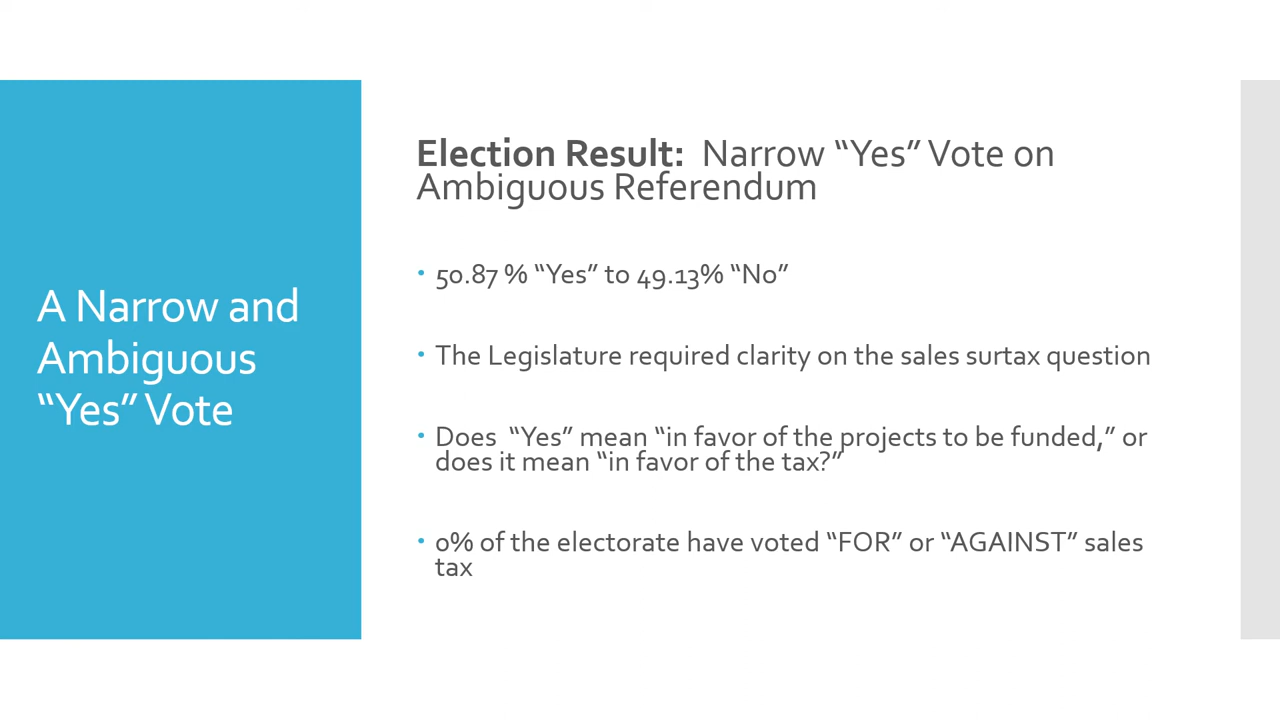 A Narrow and
Ambiguous
“Yes” Vote
Election Result: Narrow “Yes” Vote on
Ambiguous Referendum
• 50.87 % “Yes” to 49.13% “No”
• The Legislature required clarity on the sales surtax question
• Does “Yes” mean “in favor of the projects to be funded,” or
does it mean “in favor of the tax?”
• 0% of the electorate have voted “FOR” or “AGAINST” sales
tax